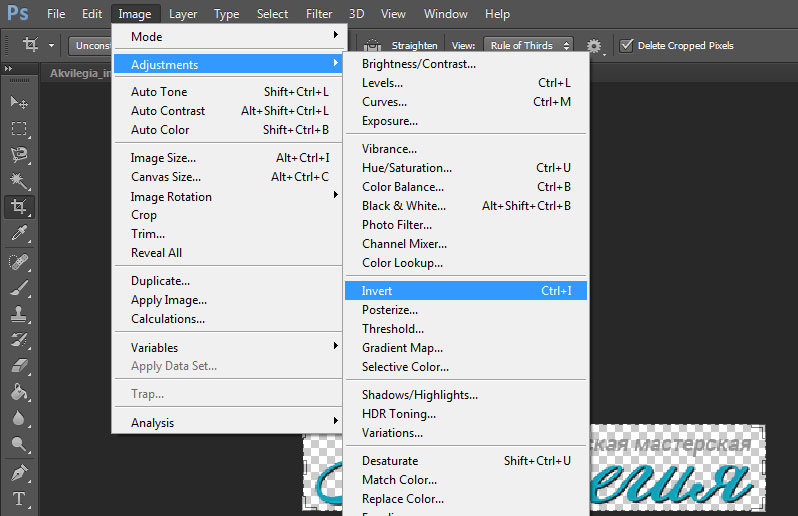 Ps File Edit Image Layer Type Select Filter 3D View Window Help
Straighten View: Rule of Thirds Delete Cropped Pixels
Mode
Adjustments
Auto Tone Shift+Ctrl+L
Auto Contrast Alt+Shift+Ctrl+L
Auto Color Shift+Ctrl+B
Image Size... Alt+Ctrl+I
Canvas Size... Alt+Ctrl+C
Image Rotation
Crop
Trim...
Reveal All
Duplicate...
Apply Image...
Calculations...
Variables
Apply Data Set...
Trap...
Analysis
Brightness/Contrast...
Levels... Ctrl+L
Curves... Ctrl+M
Exposure...
Vibrance...
Hue/Saturation... Ctrl+U
Color Balance... Ctrl+B
Black & White... Alt+Shift+Ctrl+B
Photo Filter...
Channel Mixer...
Color Lookup...
Invert Ctrl+I
Posterize...
Threshold...
Gradient Map...
Selective Color...
Shadows/Highlights...
HDR Toning...
Variations...
Desaturate Shift+Ctrl+U
Match Color...
Replace Color...
мастерская